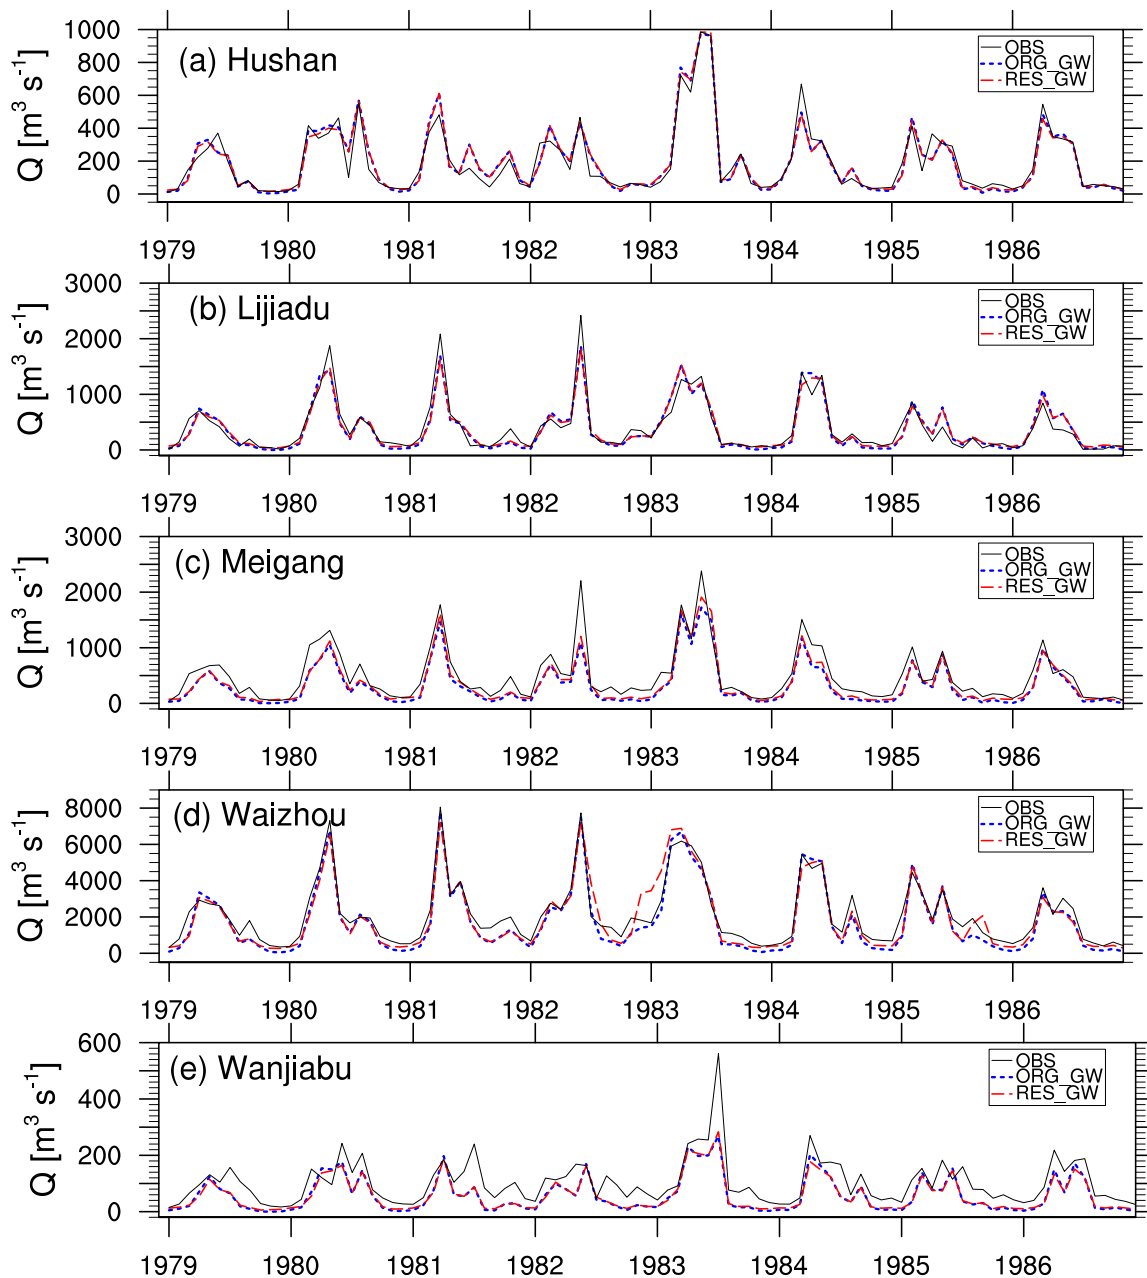 (a) Hushan
OBS
ORG_GW
RES_GW
Q [m³ s⁻¹]
1000
800
600
400
200
0
1979 1980 1981 1982 1983 1984 1985 1986
(b) Lijiadu
OBS
ORG_GW
RES_GW
Q [m³ s⁻¹]
3000
2000
1000
0
1979 1980 1981 1982 1983 1984 1985 1986
(c) Meigang
OBS
ORG_GW
RES_GW
Q [m³ s⁻¹]
3000
2000
1000
0
1979 1980 1981 1982 1983 1984 1985 1986
(d) Waizhou
OBS
ORG_GW
RES_GW
Q [m³ s⁻¹]
8000
6000
4000
2000
0
1979 1980 1981 1982 1983 1984 1985 1986
(e) Wanjiabu
OBS
ORG_GW
RES_GW
Q [m³ s⁻¹]
600
400
200
0
1979 1980 1981 1982 1983 1984 1985 1986